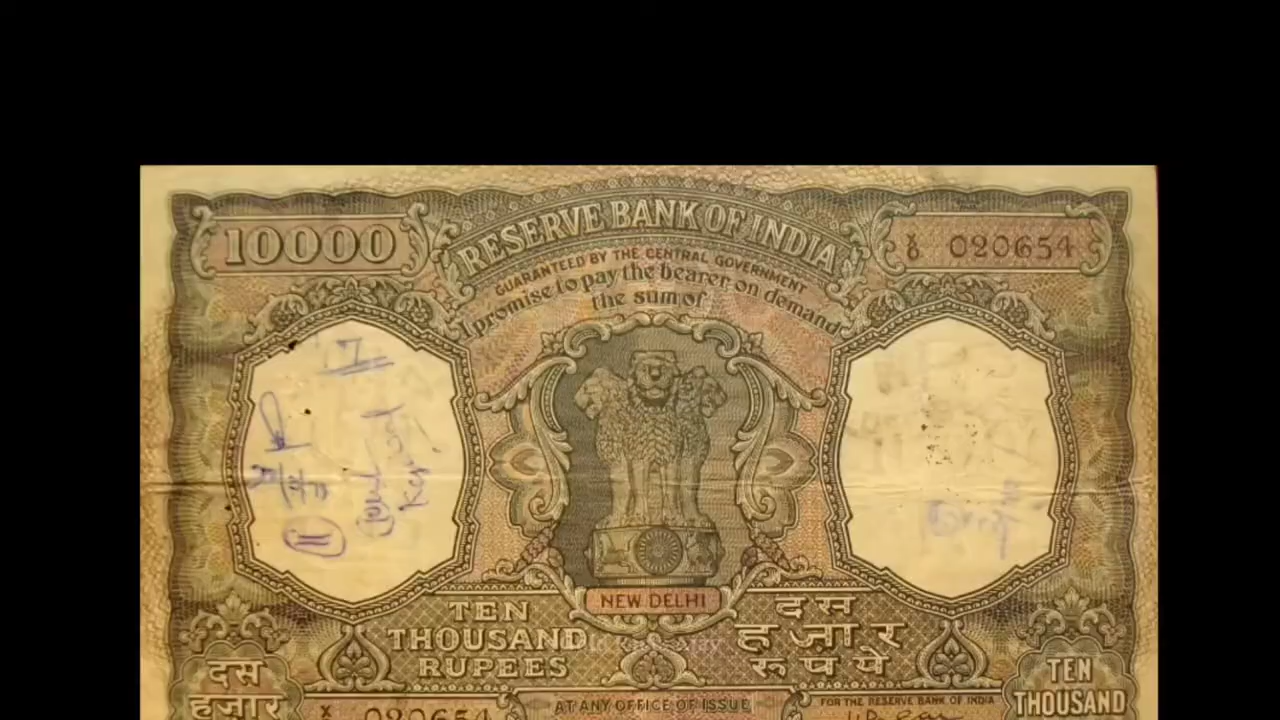 10000
RESERVE BANK OF INDIA
X/6 020654
GUARANTEED BY THE CENTRAL GOVERNMENT
I promise to pay the bearer on demand
the sum of
NEW DELHI
TEN
THOUSAND
RUPEES
दस
हज़ार
रुपये
दस
हज़ार
TEN
THOUSAND
020654
AT ANY OFFICE OF ISSUE
FOR THE RESERVE BANK OF INDIA